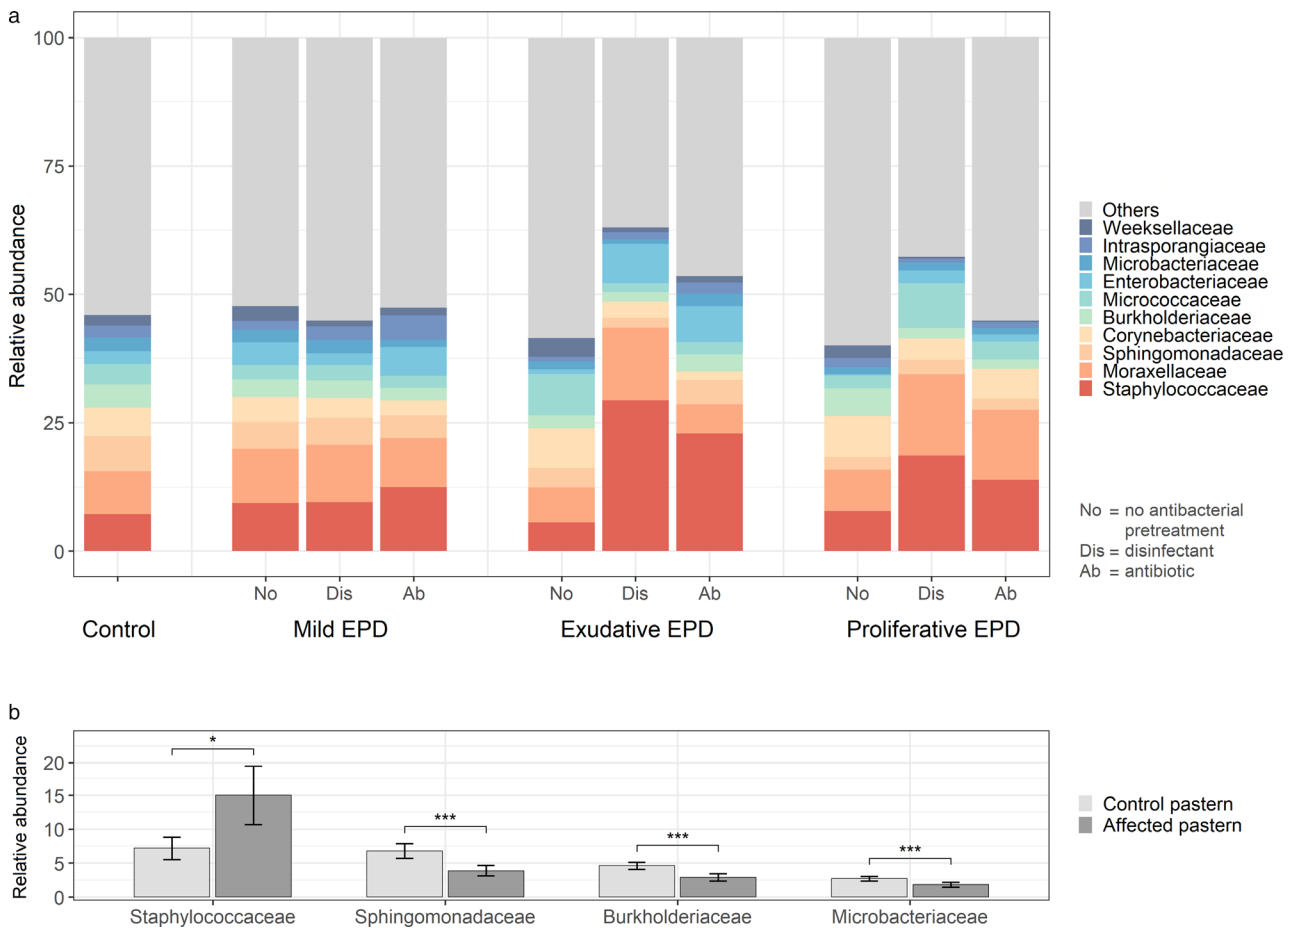 a
100
75
50
25
0
Relative abundance
No Dis Ab No Dis Ab No Dis Ab
Control Mild EPD Exudative EPD Proliferative EPD
Others
Weeksellaceae
Intrasporangiaceae
Microbacteriaceae
Enterobacteriaceae
Micrococcaceae
Burkholderiaceae
Corynebacteriaceae
Sphingomonadaceae
Moraxellaceae
Staphylococcaceae
No = no antibacterial
pretreatment
Dis = disinfectant
Ab = antibiotic
b
20
15
10
5
0
Relative abundance
* *** *** ***
Staphylococcaceae Sphingomonadaceae Burkholderiaceae Microbacteriaceae
Control pastern
Affected pastern